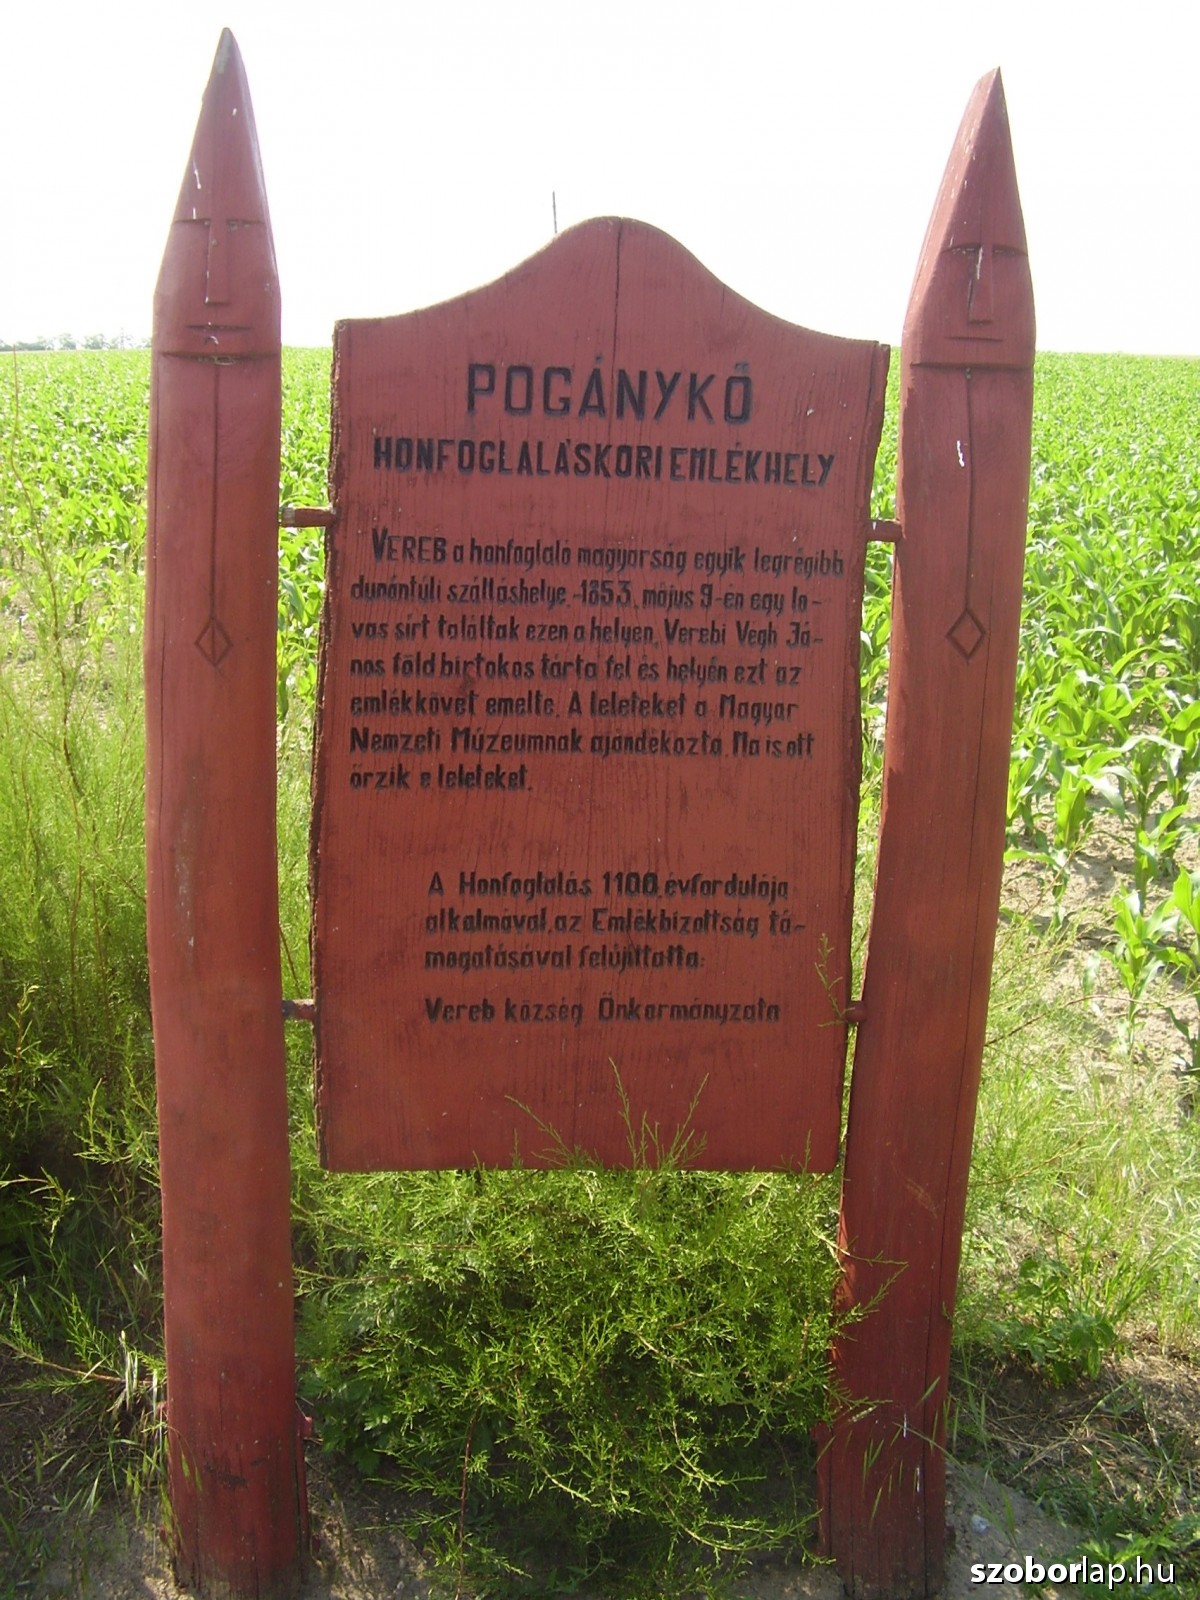 POGÁNYKŐ
HONFOGLALÁSKORI EMLÉKHELY
VEREB a honfoglaló magyarság egyik legrégibb
dunántúli szálláshelye.-1853. május 9-én egy lo-
vas sírt találtak ezen a helyen. Verebi Vegh Já-
nos földbirtokos tárta fel és helyén ezt az
emlékkövet emelte. A leleteket a Magyar
Nemzeti Múzeumnak ajándékozta. Ma is ott
őrzik e leleteket.
A Honfoglalás 1100. évfordulója
alkalmával, az Emlékbizottság tá-
mogatásával felújíttatta:
Vereb község Önkormányzata
szoborlap.hu